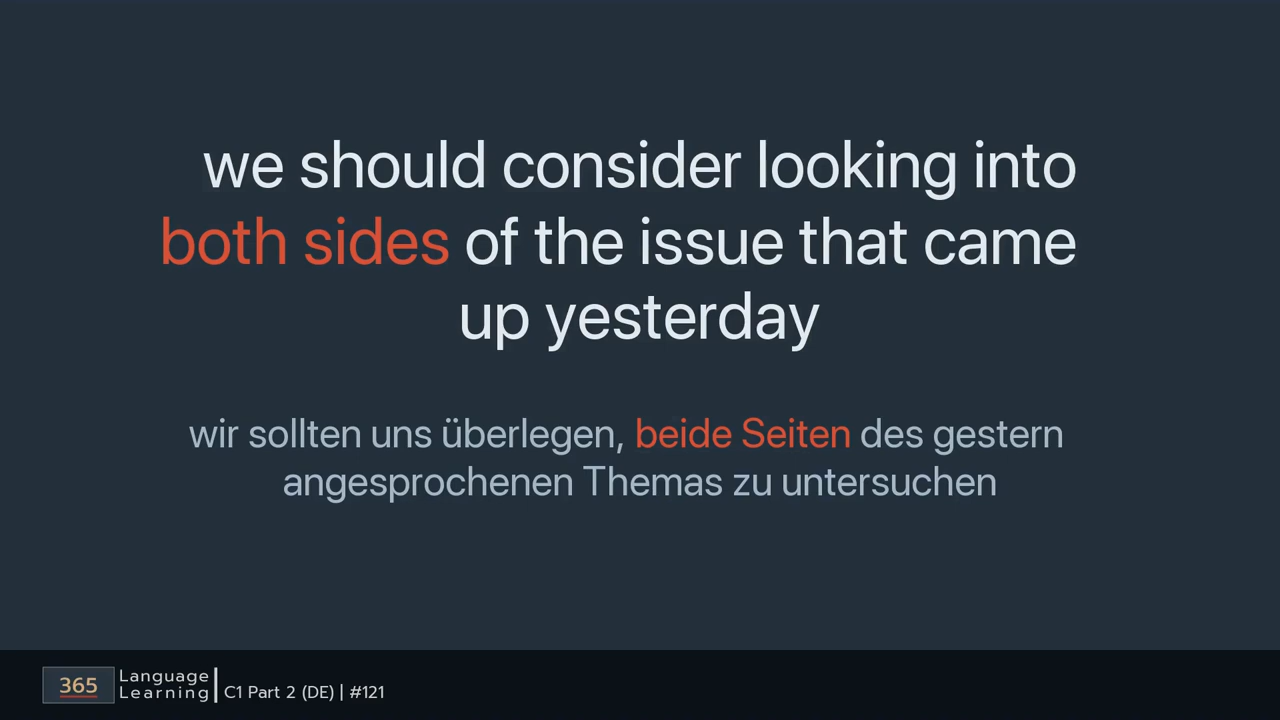 we should consider looking into
both sides of the issue that came
up yesterday
wir sollten uns überlegen, beide Seiten des gestern
angesprochenen Themas zu untersuchen
365
Language
Learning
C1 Part 2 (DE) | #121